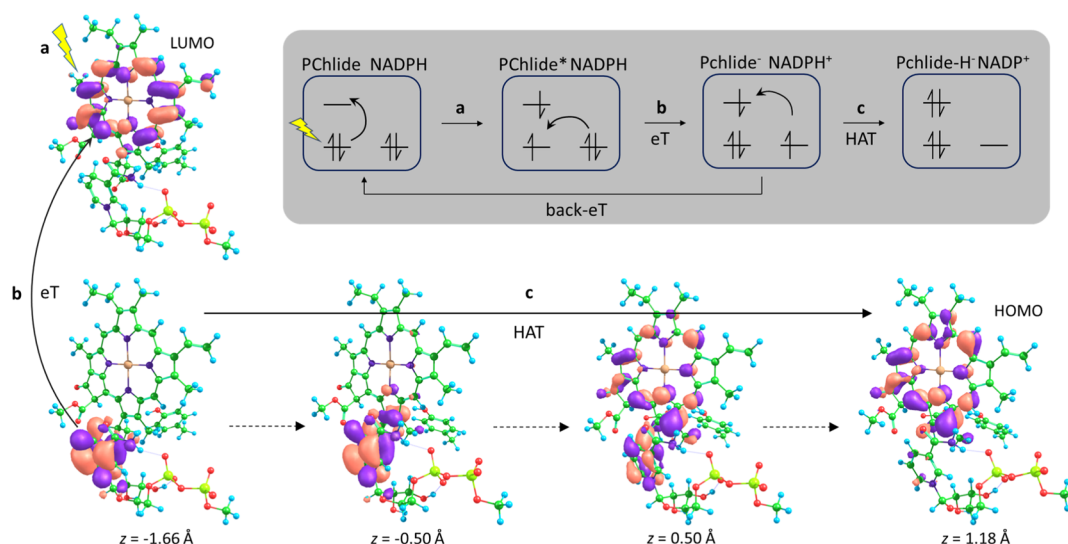 a
LUMO
PChlide NADPH
PChlide* NADPH
Pchlide⁻ NADPH⁺
Pchlide-H⁻ NADP⁺
a
b
eT
c
HAT
back-eT
b
eT
c
HAT
HOMO
z = -1.66 Å
z = -0.50 Å
z = 0.50 Å
z = 1.18 Å